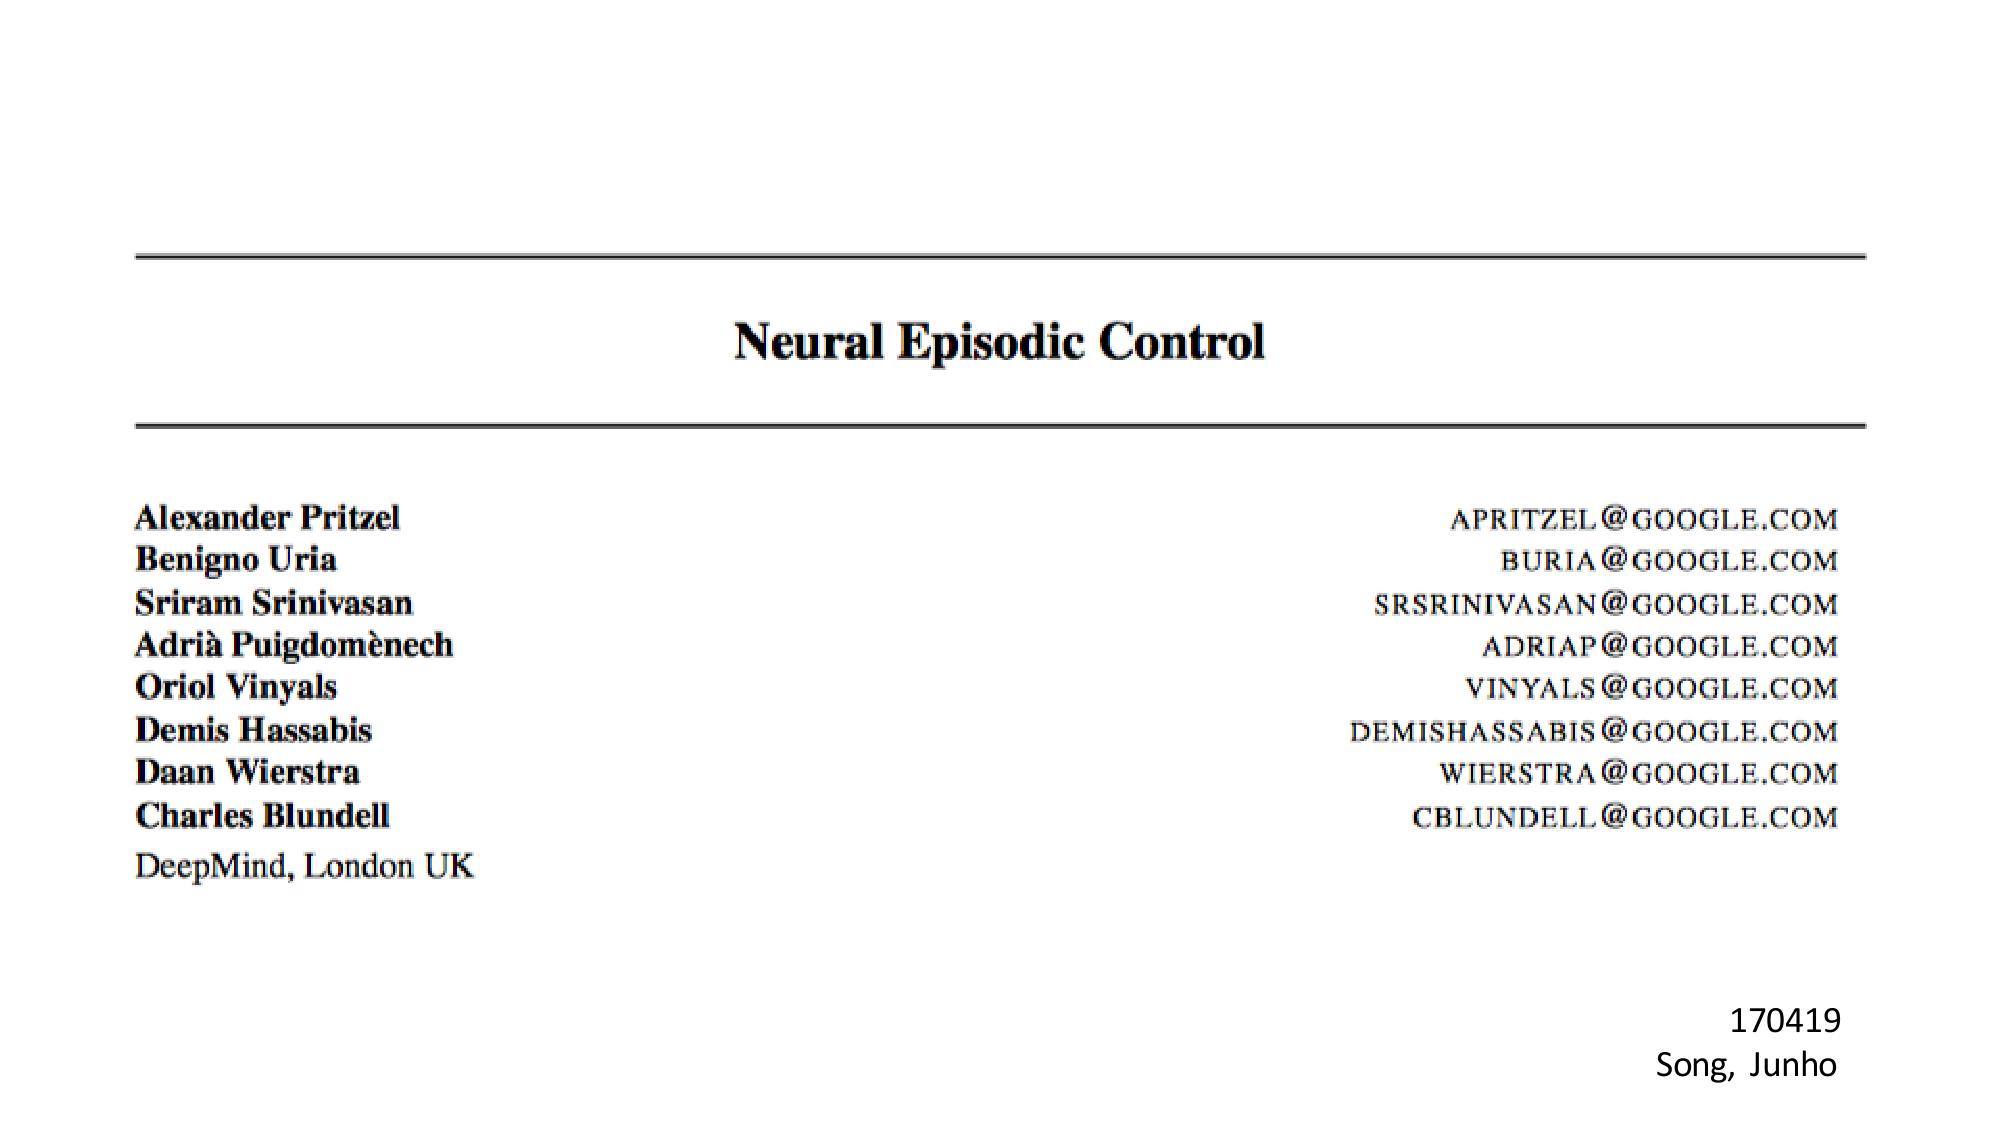 Neural Episodic Control
Alexander Pritzel APRITZEL@GOOGLE.COM
Benigno Uria BURIA@GOOGLE.COM
Sriram Srinivasan SRSRINIVASAN@GOOGLE.COM
Adrià Puigdomènech ADRIAP@GOOGLE.COM
Oriol Vinyals VINYALS@GOOGLE.COM
Demis Hassabis DEMISHASSABIS@GOOGLE.COM
Daan Wierstra WIERSTRA@GOOGLE.COM
Charles Blundell CBLUNDELL@GOOGLE.COM
DeepMind, London UK
170419
Song, Junho